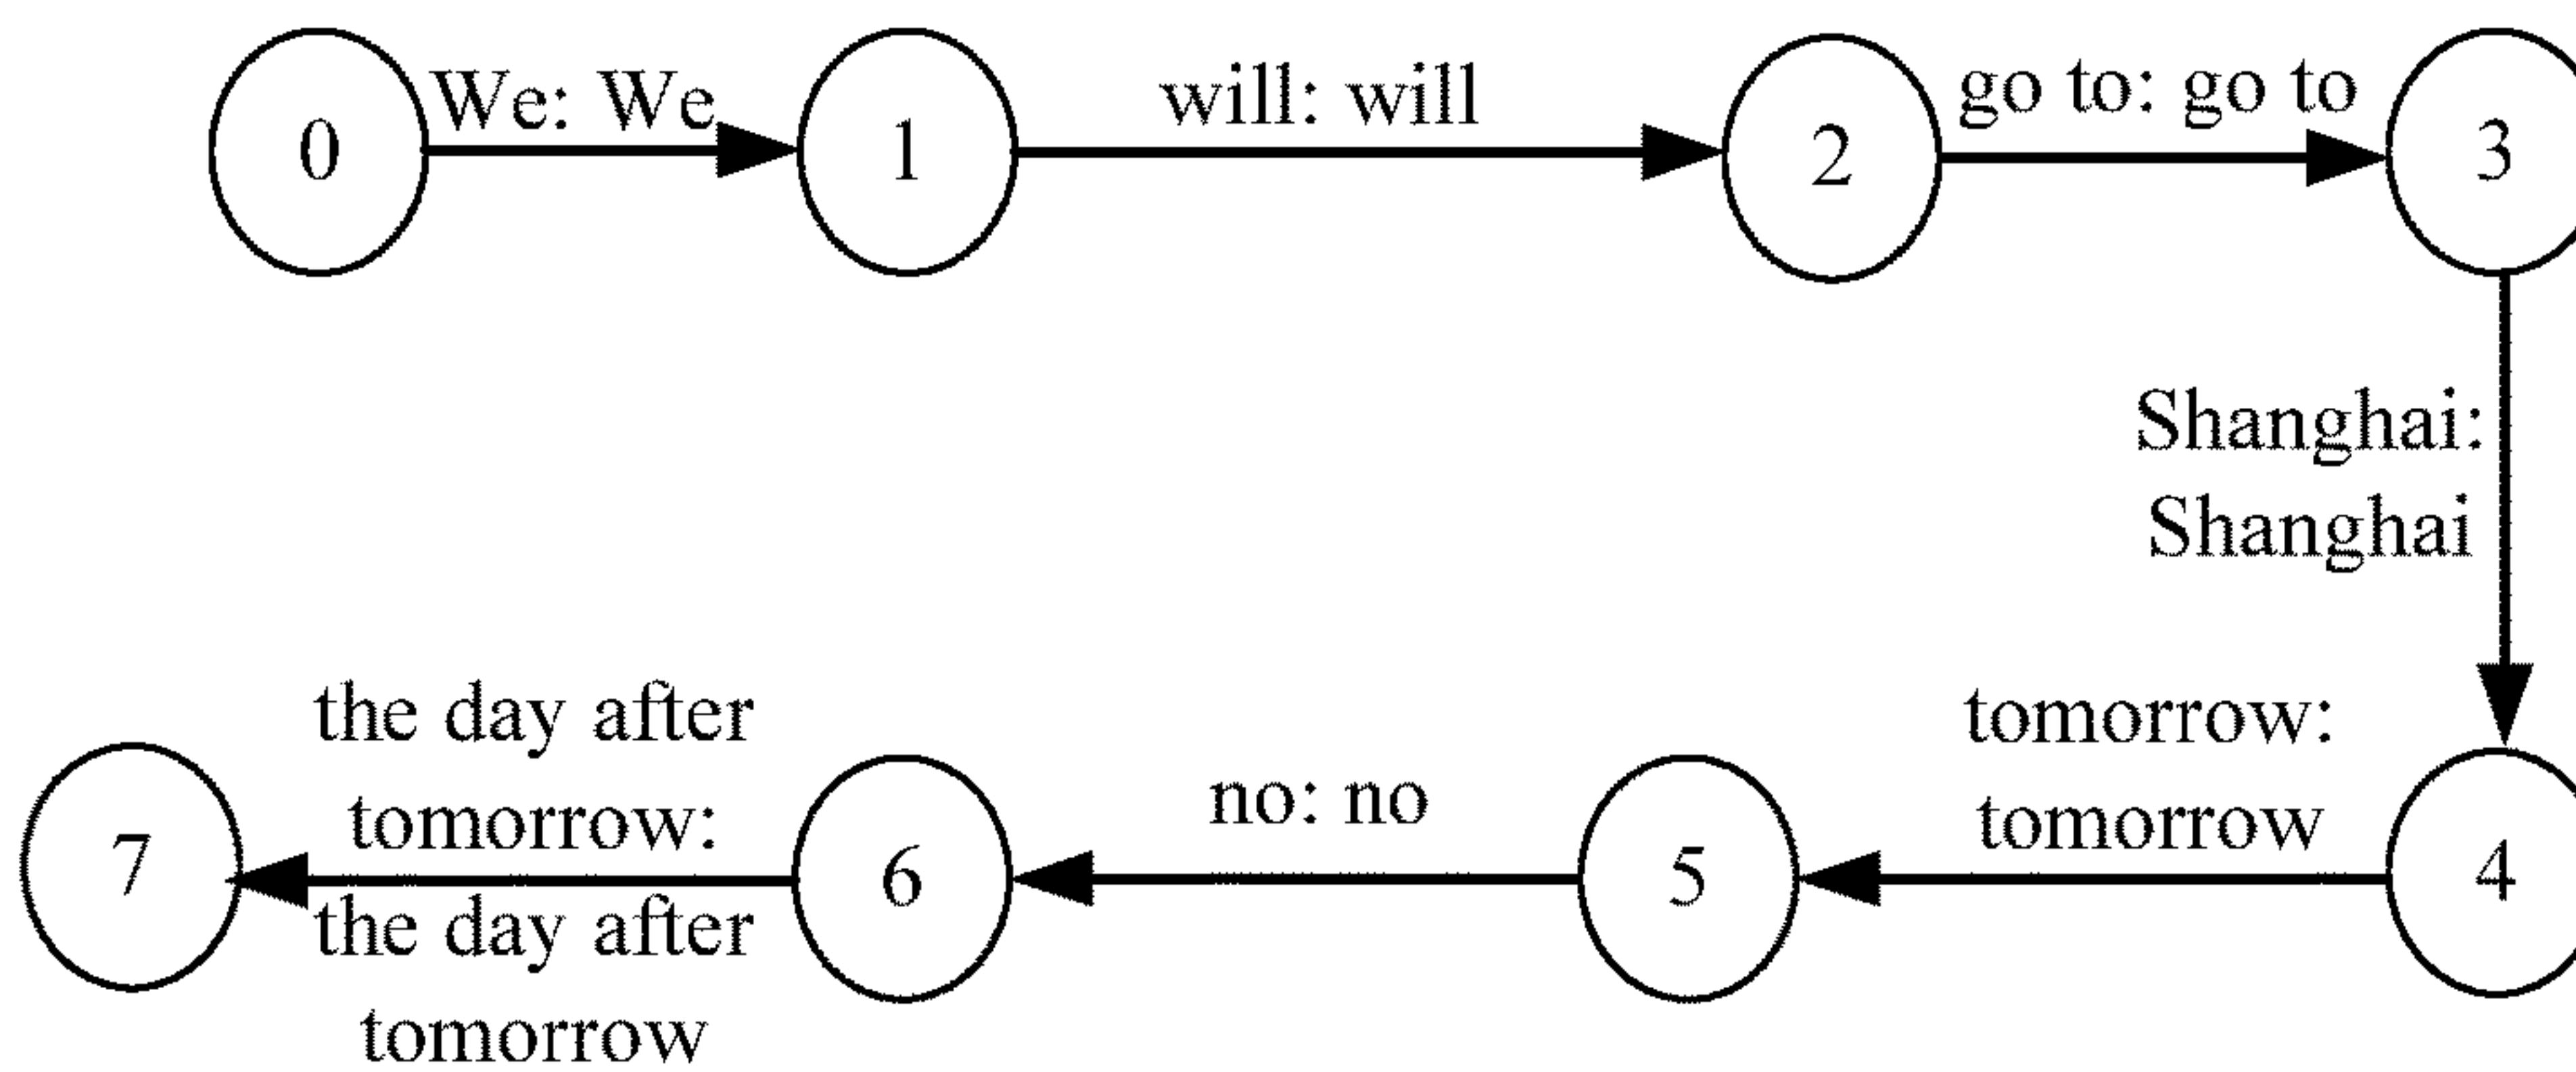 0
We: We
1
will: will
2
go to: go to
3
Shanghai:
Shanghai
4
tomorrow:
tomorrow
5
no: no
6
the day after
tomorrow:
the day after
tomorrow
7